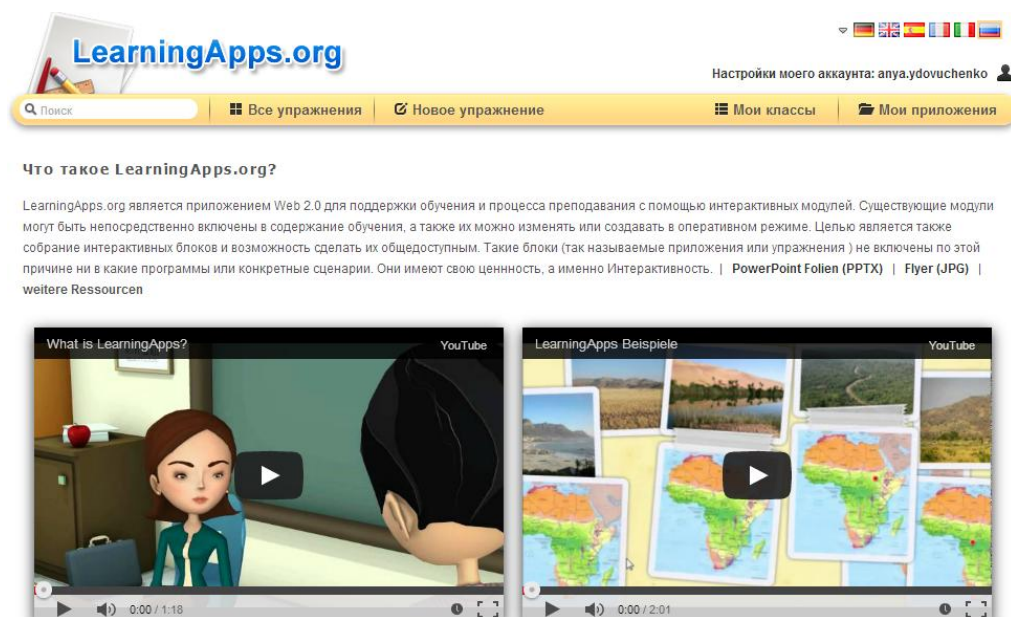 LearningApps.org
Настройки моего аккаунта: anya.ydovuchenko
Поиск
Все упражнения
Новое упражнение
Мои классы
Мои приложения
Что такое LearningApps.org?
LearningApps.org является приложением Web 2.0 для поддержки обучения и процесса преподавания с помощью интерактивных модулей. Существующие модули
могут быть непосредственно включены в содержание обучения, а также их можно изменять или создавать в оперативном режиме. Целью является также
собрание интерактивных блоков и возможность сделать их общедоступным. Такие блоки (так называемые приложения или упражнения ) не включены по этой
причине ни в какие программы или конкретные сценарии. Они имеют свою ценнность, а именно Интерактивность. | PowerPoint Folien (PPTX) | Flyer (JPG) |
weitere Ressourcen
What is LearningApps?
YouTube
LearningApps Beispiele
YouTube
0:00 / 1:18
0:00 / 2:01